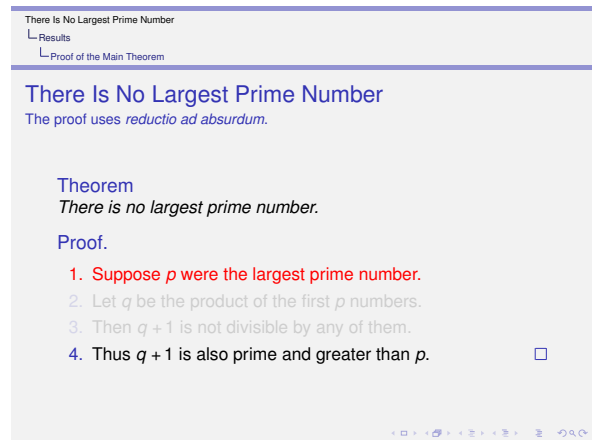 There Is No Largest Prime Number
Results
Proof of the Main Theorem
There Is No Largest Prime Number
The proof uses reductio ad absurdum.
Theorem
There is no largest prime number.
Proof.
1. Suppose p were the largest prime number.
2. Let q be the product of the first p numbers.
3. Then q + 1 is not divisible by any of them.
4. Thus q + 1 is also prime and greater than p. □